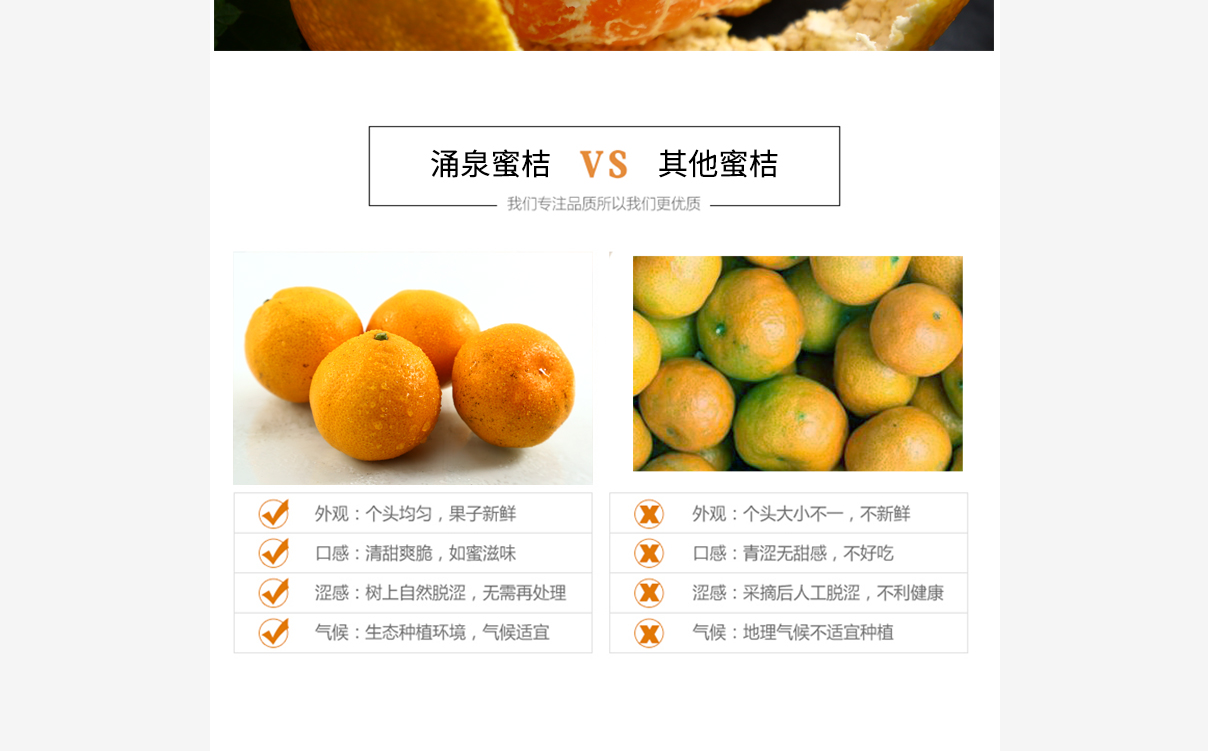 涌泉蜜桔 VS 其他蜜桔
我们专注品质所以我们更优质
外观：个头均匀，果子新鲜
口感：清甜爽脆，如蜜滋味
涩感：树上自然脱涩，无需再处理
气候：生态种植环境，气候适宜
外观：个头大小不一，不新鲜
口感：青涩无甜感，不好吃
涩感：采摘后人工脱涩，不利健康
气候：地理气候不适宜种植